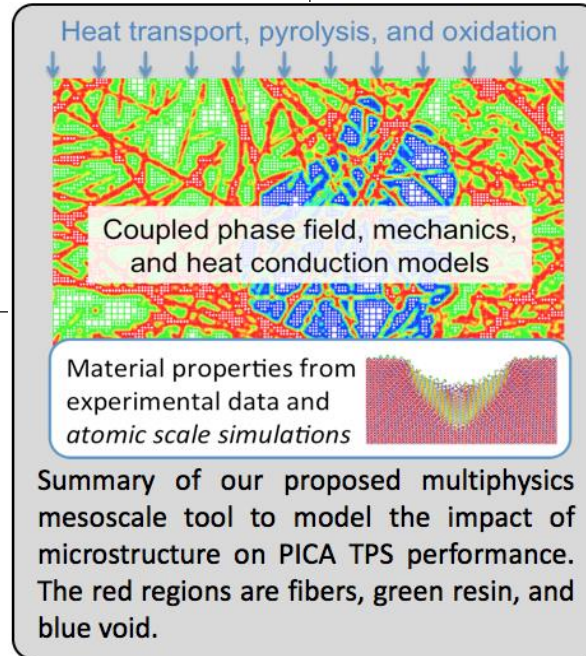 Heat transport, pyrolysis, and oxidation
Coupled phase field, mechanics,
and heat conduction models
Material properties from
experimental data and
atomic scale simulations
Summary of our proposed multiphysics
mesoscale tool to model the impact of
microstructure on PICA TPS performance.
The red regions are fibers, green resin, and
blue void.